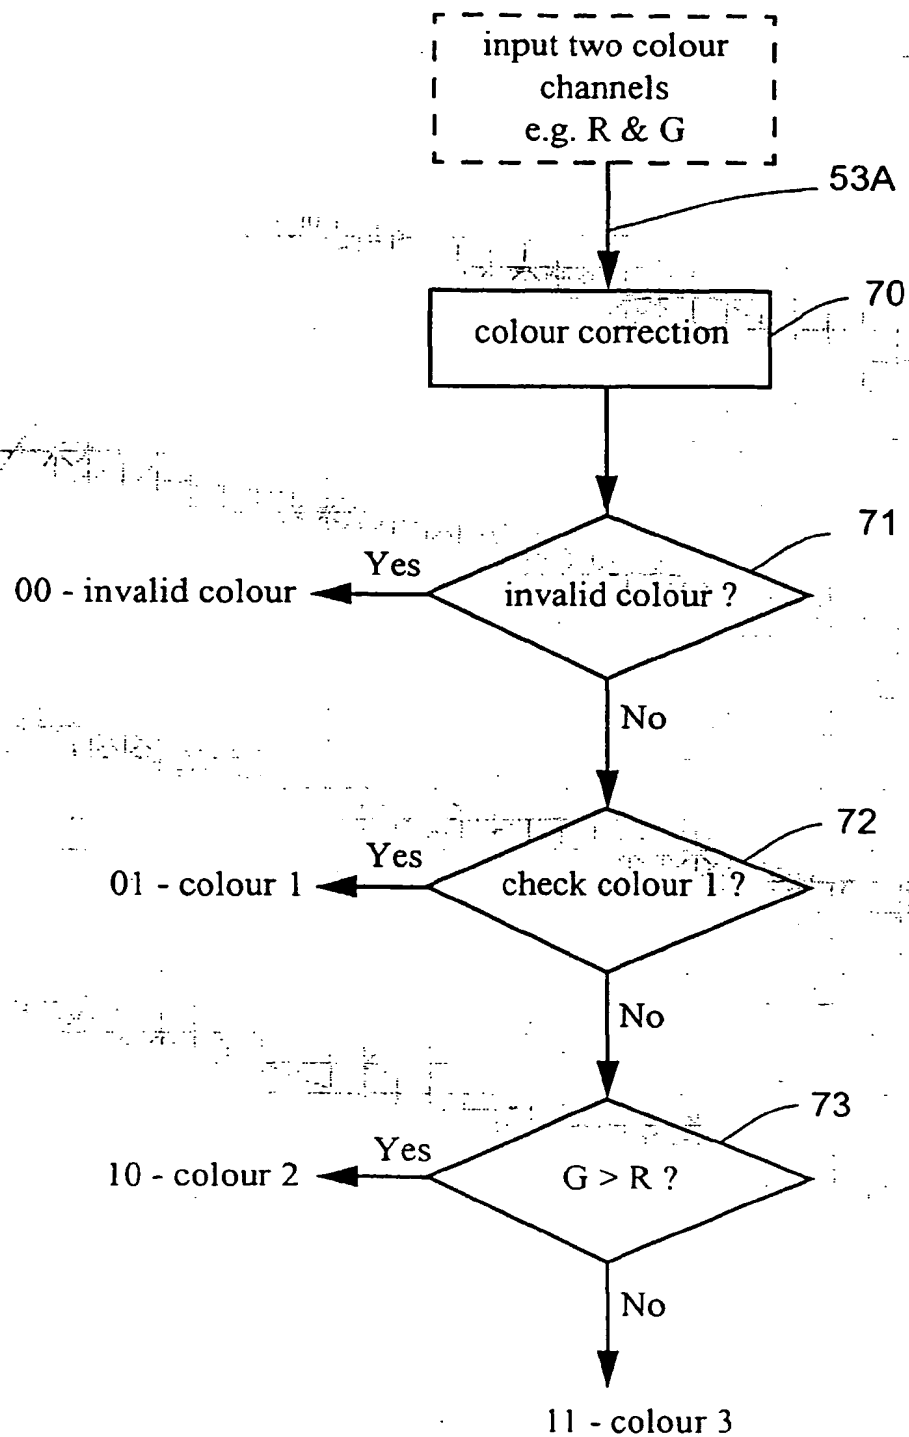 input two colour
channels
e.g. R & G
53A
70
colour correction
71
Yes
00 - invalid colour
invalid colour ?
No
72
Yes
01 - colour 1
check colour 1 ?
No
73
Yes
10 - colour 2
G > R ?
No
11 - colour 3